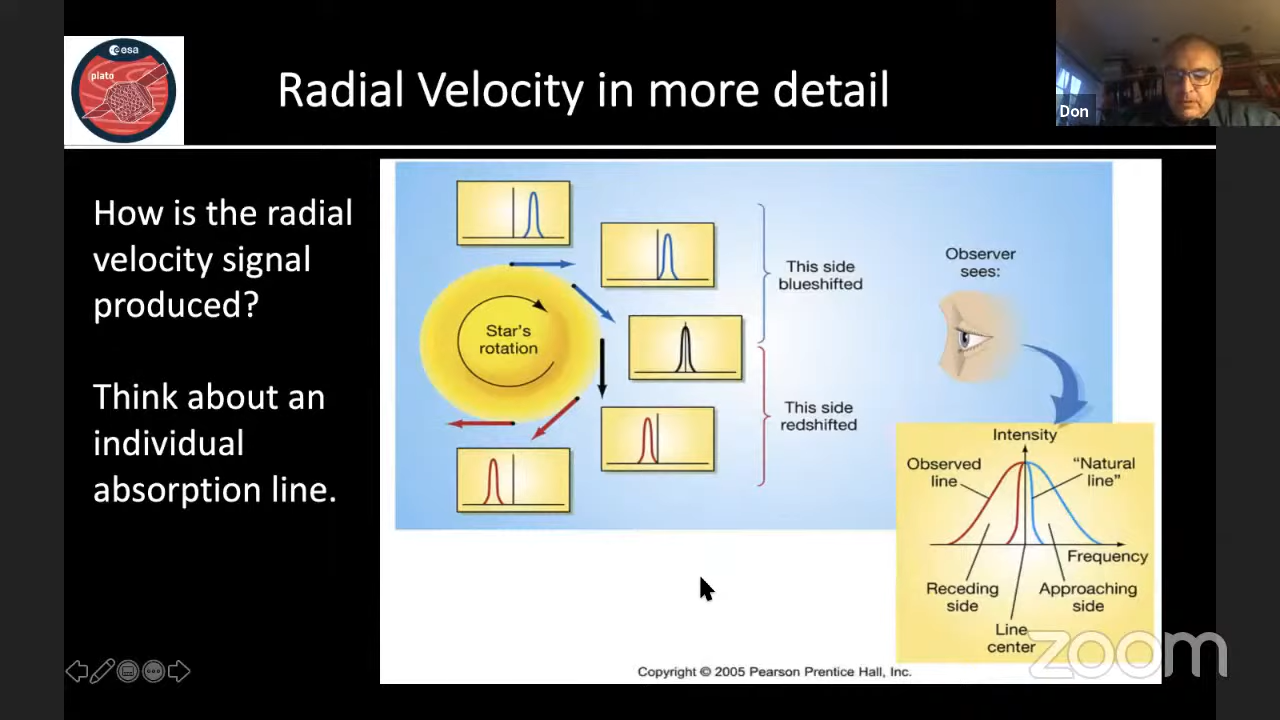 esa
plato
Radial Velocity in more detail
Don
How is the radial
velocity signal
produced?
Think about an
individual
absorption line.
Star's
rotation
This side
blueshifted
This side
redshifted
Observer
sees:
Intensity
Observed
line
"Natural
line"
Frequency
Receding
side
Approaching
side
Line
center
zoom
Copyright © 2005 Pearson Prentice Hall, Inc.